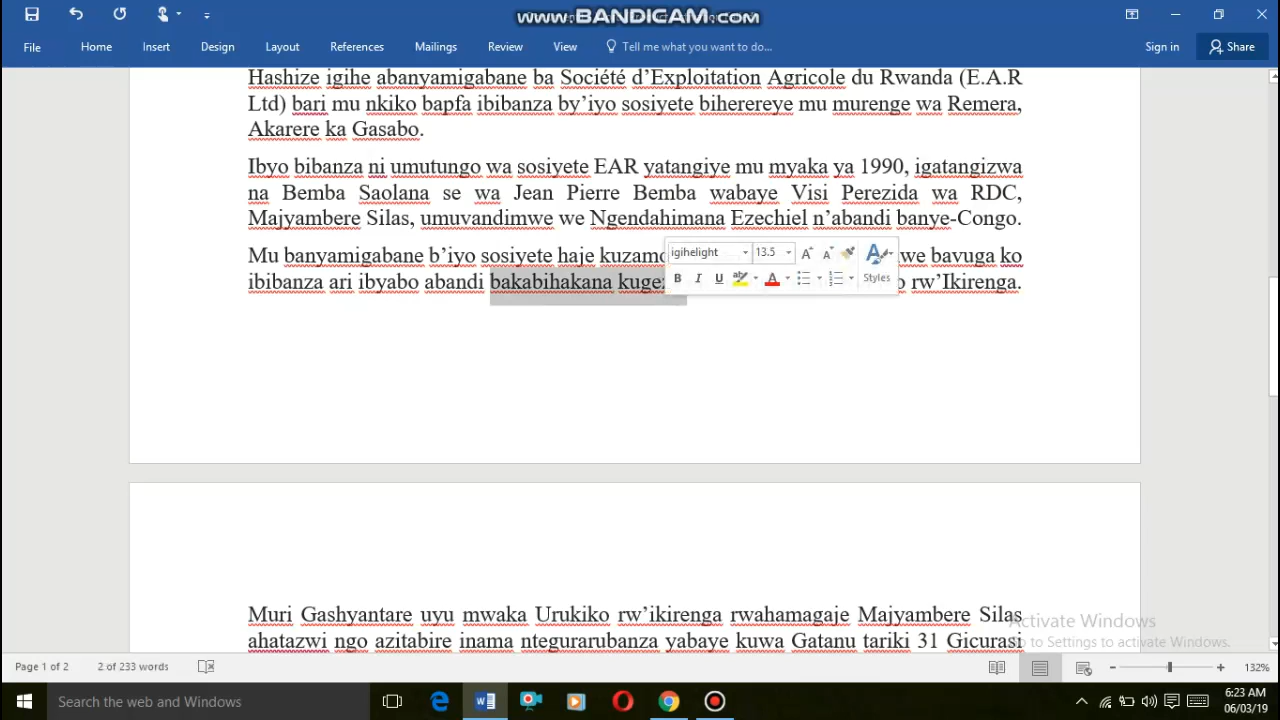 www.BANDICAM.com
File Home Insert Design Layout References Mailings Review View Tell me what you want to do... Sign in Share
Hashize igihe abanyamigabane ba Société d’Exploitation Agricole du Rwanda (E.A.R
Ltd) bari mu nkiko bapfa ibibanza by’iyo sosiyete biherereye mu murenge wa Remera,
Akarere ka Gasabo.
Ibyo bibanza ni umutungo wa sosiyete EAR yatangiye mu myaka ya 1990, igatangizwa
na Bemba Saolana se wa Jean Pierre Bemba wabaye Visi Perezida wa RDC,
Majyambere Silas, umuvandimwe we Ngendahimana Ezechiel n’abandi banye-Congo.
Mu banyamigabane b’iyo sosiyete haje kuzamo we bavuga ko
igihelight 13.5
ibibanza ari ibyabo abandi bakabihakana rw’Ikirenga.
B I U aby A Styles
Muri Gashyantare uyu mwaka Urukiko rw’ikirenga rwahamagaje Majyambere Silas
ahatazwi ngo azitabire inama ntegurarubanza yabaye kuwa Gatanu tariki 31 Gicurasi
Activate Windows
Go to Settings to activate Windows.
Page 1 of 2 2 of 233 words 132%
Search the web and Windows
6:23 AM
06/03/19